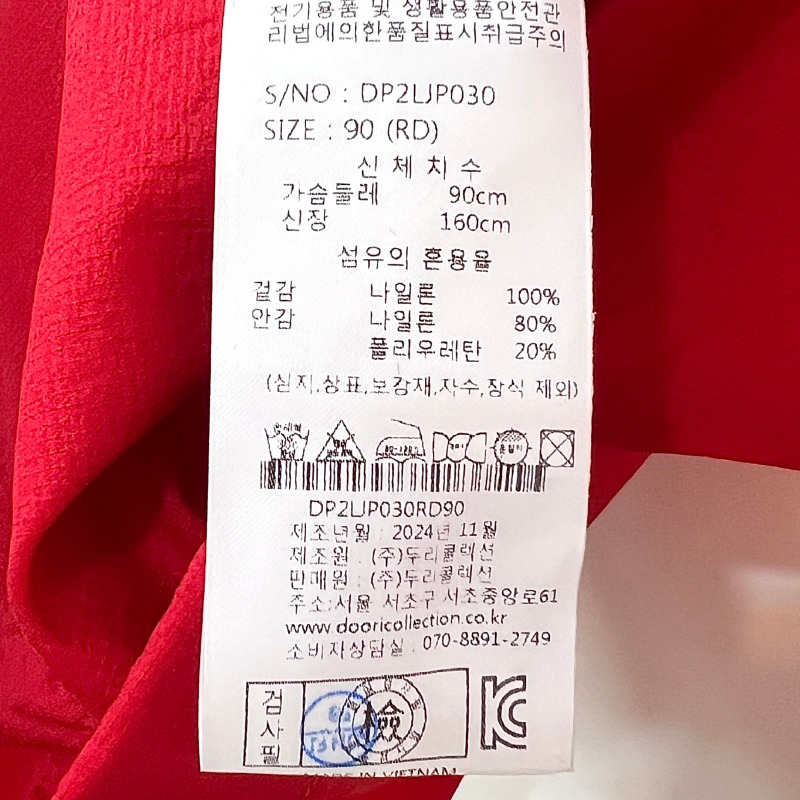 전기용품 및 생활용품안전관
리법에의한품질표시취급주의
S/NO : DP2LJP030
SIZE : 90 (RD)
신 체 치 수
가슴둘레 90cm
신장 160cm
섬유의 혼용율
겉감 나일론 100%
안감 나일론 80%
폴리우레탄 20%
(심지,상표,보강재,자수,장식 제외)
DP2LJP030RD90
제조년월 : 2024년 11월
제조원 : (주)두리콜렉션
판매원 : (주)두리콜렉션
주소:서울 서초구 서초중앙로61
www.dooricollection.co.kr
소비자상담실 : 070-8891-2749
검사필
檢
MADE IN VIETNAM